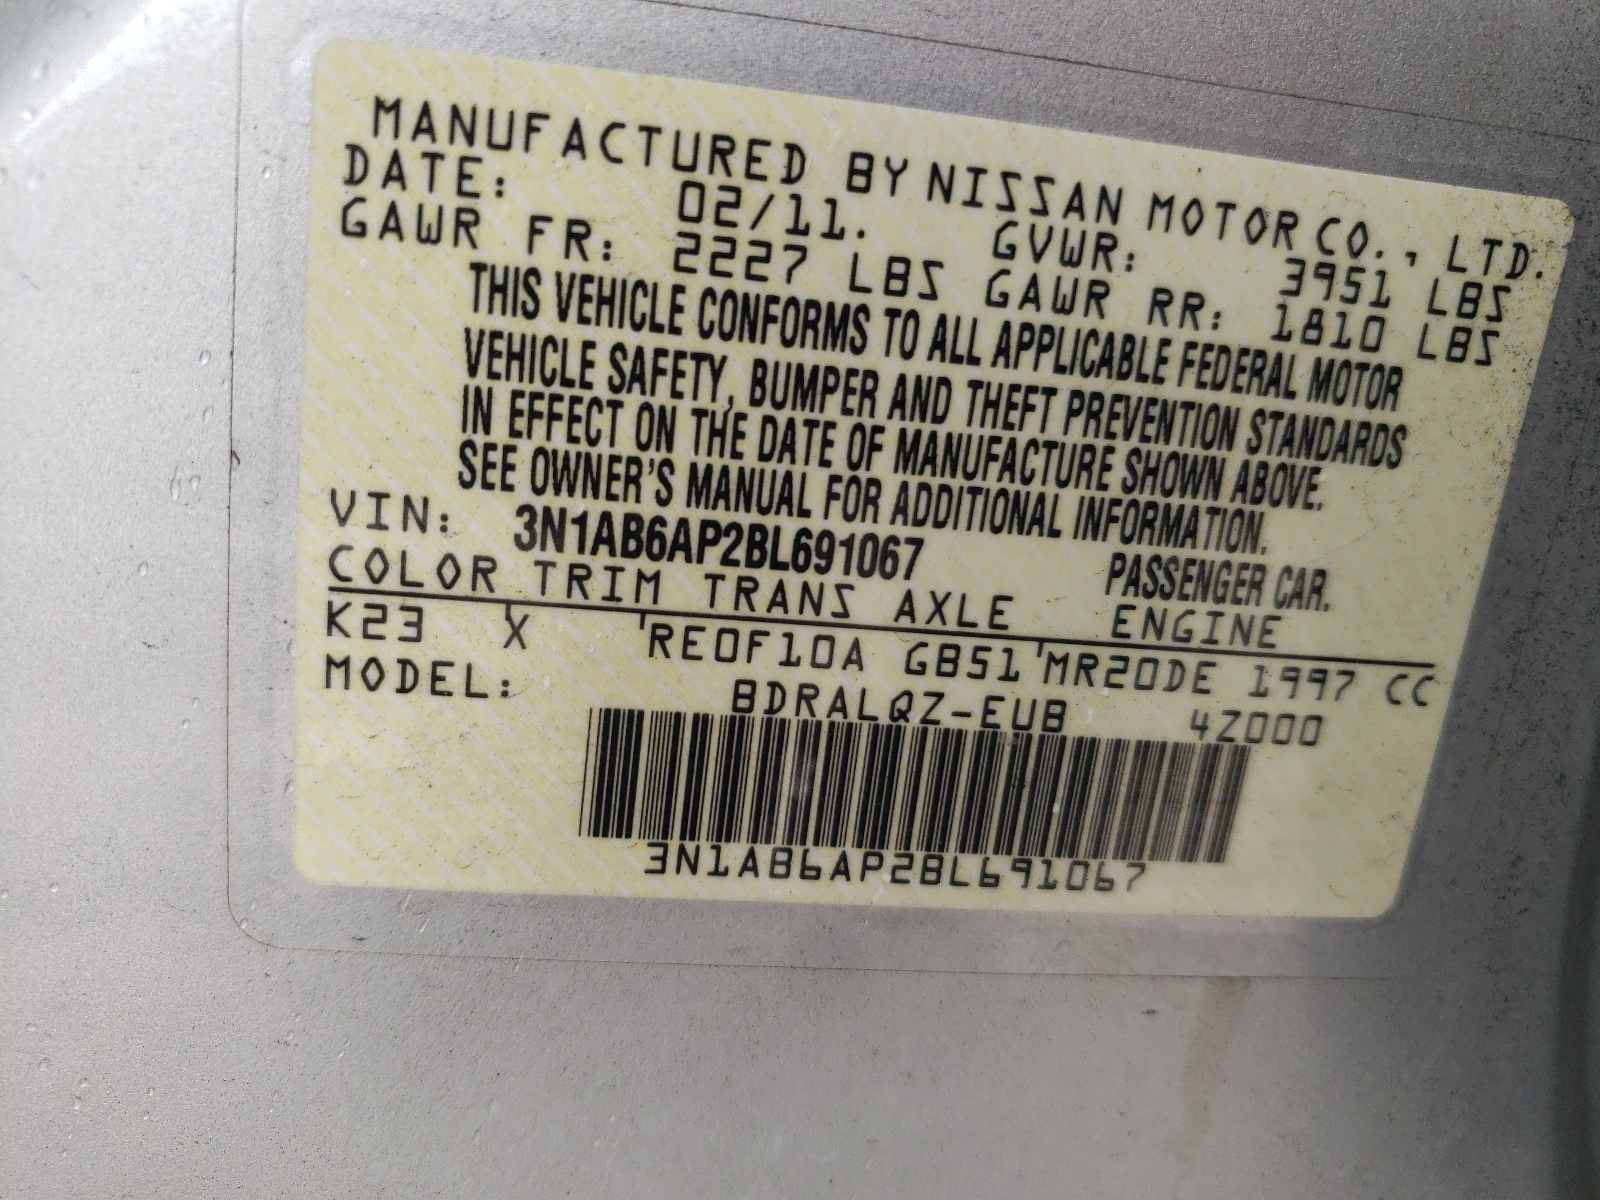 MANUFACTURED BY NISSAN MOTOR CO., LTD.
DATE: 02/11. GVWR: 3951 LBS
GAWR FR: 2227 LBS GAWR RR: 1810 LBS
THIS VEHICLE CONFORMS TO ALL APPLICABLE FEDERAL MOTOR
VEHICLE SAFETY, BUMPER AND THEFT PREVENTION STANDARDS
IN EFFECT ON THE DATE OF MANUFACTURE SHOWN ABOVE.
SEE OWNER'S MANUAL FOR ADDITIONAL INFORMATION.
VIN: 3N1AB6AP2BL691067 PASSENGER CAR.
COLOR TRIM TRANS AXLE ENGINE
K23 X RE0F10A GB51 MR20DE 1997 CC
MODEL: BDRALQZ-EUB 4Z000
3N1AB6AP2BL691067